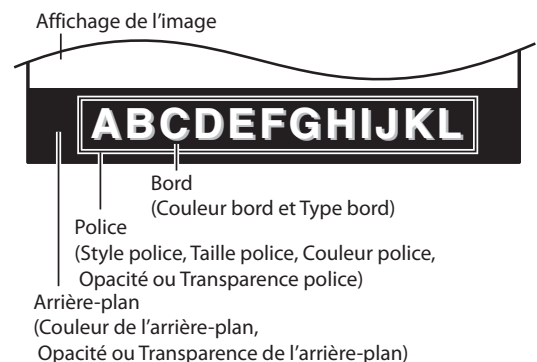 Affichage de l’image
ABCDEFGHIJKL
Bord
(Couleur bord et Type bord)
Police
(Style police, Taille police, Couleur police,
Opacité ou Transparence police)
Arrière-plan
(Couleur de l’arrière-plan,
Opacité ou Transparence de l’arrière-plan)